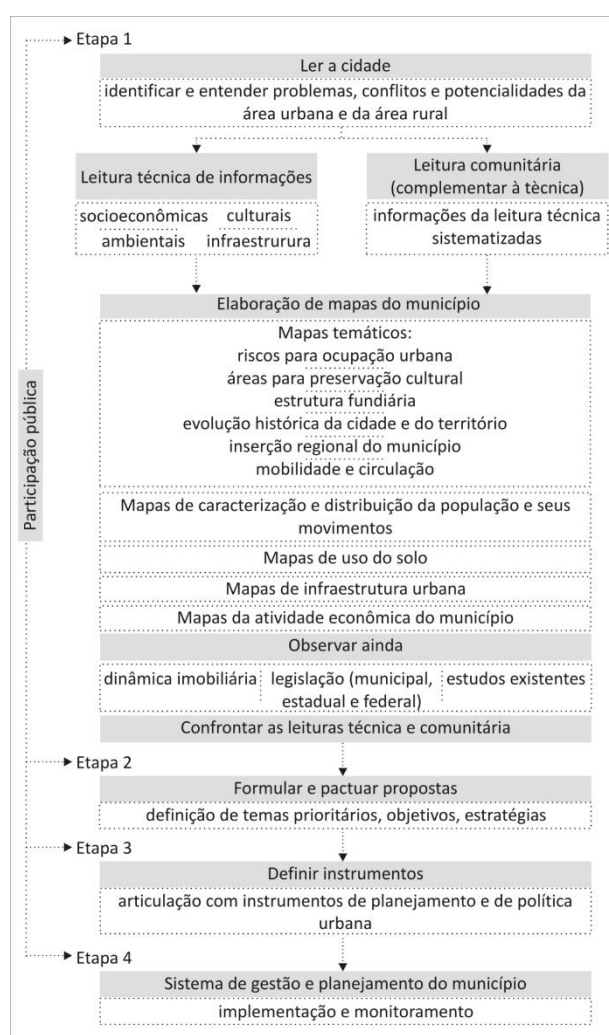 Participação pública
Etapa 1
Ler a cidade
identificar e entender problemas, conflitos e potencialidades da
área urbana e da área rural
Leitura técnica de informações
socioeconômicas culturais
ambientais infraestrurura
Leitura comunitária
(complementar à tècnica)
informações da leitura técnica
sistematizadas
Elaboração de mapas do município
Mapas temáticos:
riscos para ocupação urbana
áreas para preservação cultural
estrutura fundiária
evolução histórica da cidade e do território
inserção regional do município
mobilidade e circulação
Mapas de caracterização e distribuição da população e seus
movimentos
Mapas de uso do solo
Mapas de infraestrutura urbana
Mapas da atividade econômica do município
Observar ainda
dinâmica imobiliária
legislação (municipal,
estadual e federal)
estudos existentes
Confrontar as leituras técnica e comunitária
Etapa 2
Formular e pactuar propostas
definição de temas prioritários, objetivos, estratégias
Etapa 3
Definir instrumentos
articulação com instrumentos de planejamento e de política
urbana
Etapa 4
Sistema de gestão e planejamento do município
implementação e monitoramento